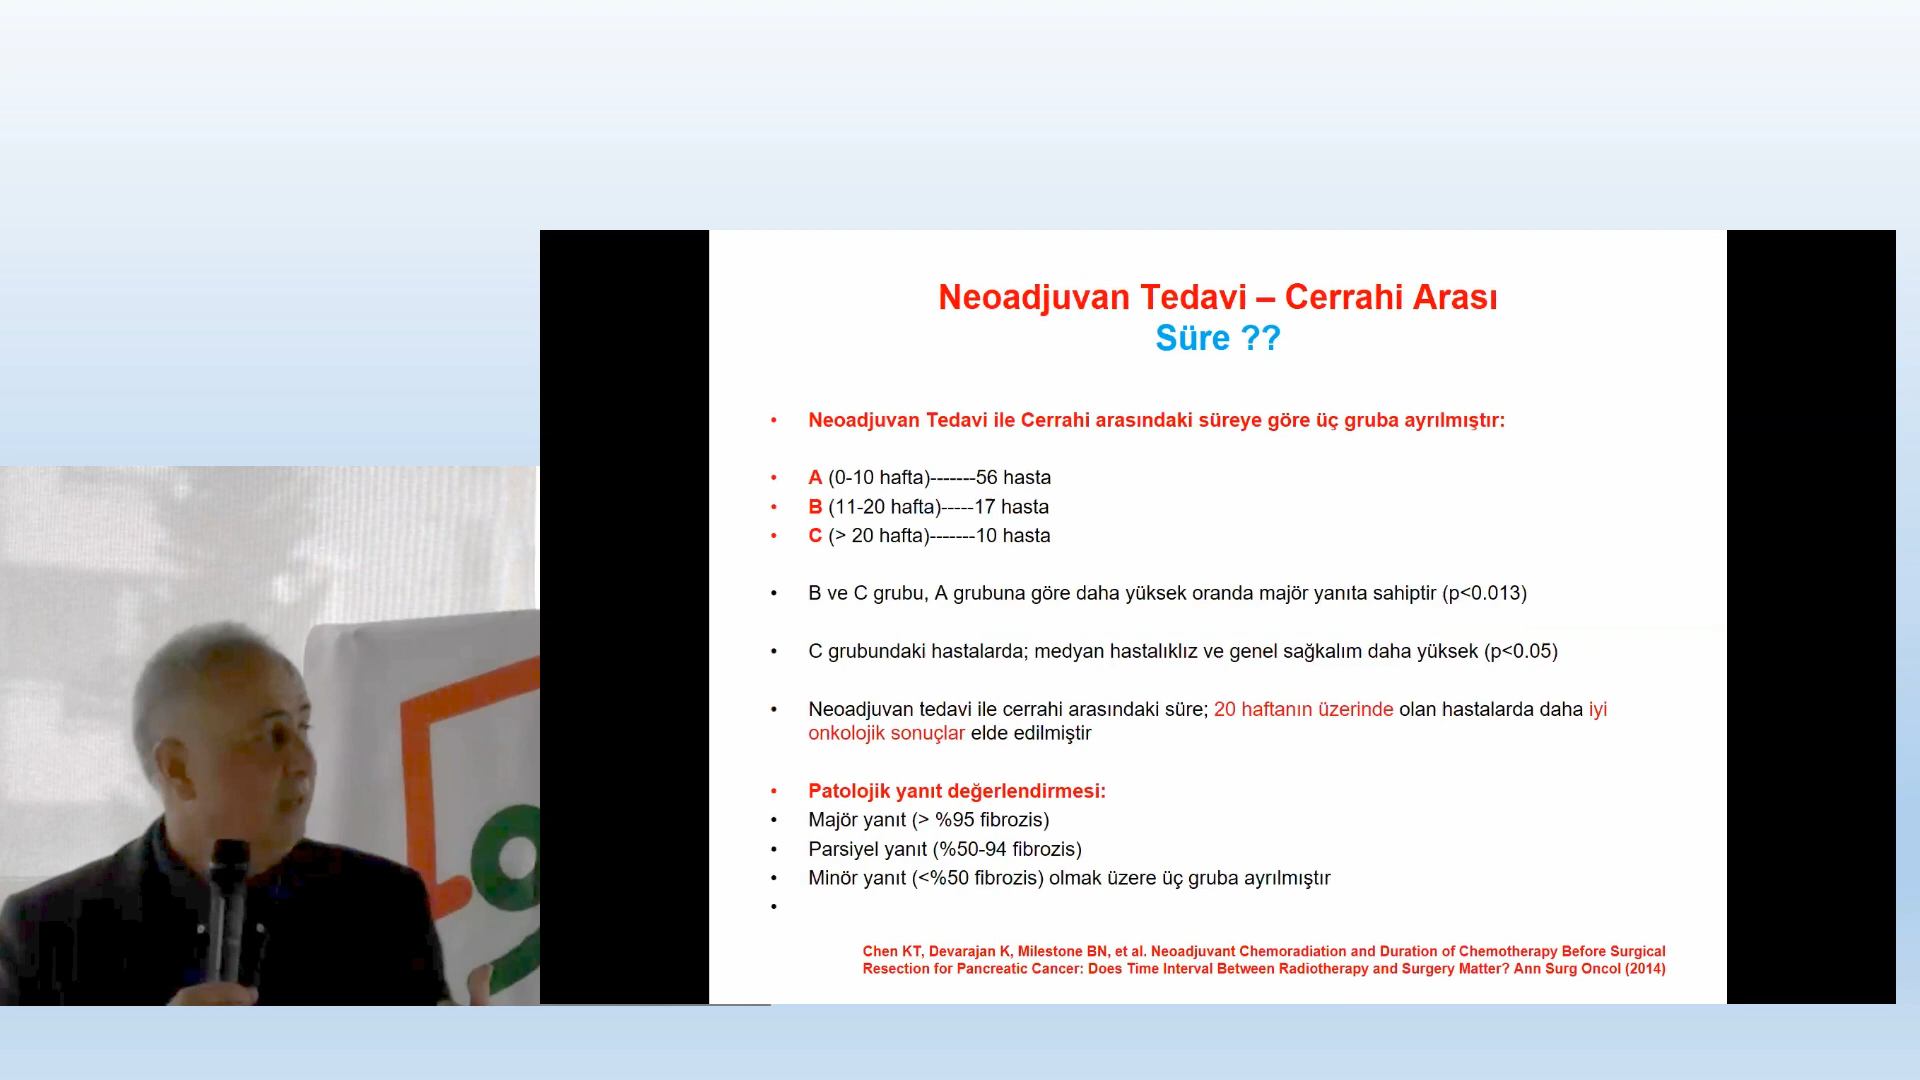 Neoadjuvan Tedavi – Cerrahi Arası
Süre ??
• Neoadjuvan Tedavi ile Cerrahi arasındaki süreye göre üç gruba ayrılmıştır:
• A (0-10 hafta)-------56 hasta
• B (11-20 hafta)-----17 hasta
• C (> 20 hafta)-------10 hasta
• B ve C grubu, A grubuna göre daha yüksek oranda majör yanıta sahiptir (p<0.013)
• C grubundaki hastalarda; medyan hastalıklız ve genel sağkalım daha yüksek (p<0.05)
• Neoadjuvan tedavi ile cerrahi arasındaki süre; 20 haftanın üzerinde olan hastalarda daha iyi
onkolojik sonuçlar elde edilmiştir
• Patolojik yanıt değerlendirmesi:
• Majör yanıt (> %95 fibrozis)
• Parsiyel yanıt (%50-94 fibrozis)
• Minör yanıt (<%50 fibrozis) olmak üzere üç gruba ayrılmıştır
•
Chen KT, Devarajan K, Milestone BN, et al. Neoadjuvant Chemoradiation and Duration of Chemotherapy Before Surgical
Resection for Pancreatic Cancer: Does Time Interval Between Radiotherapy and Surgery Matter? Ann Surg Oncol (2014)